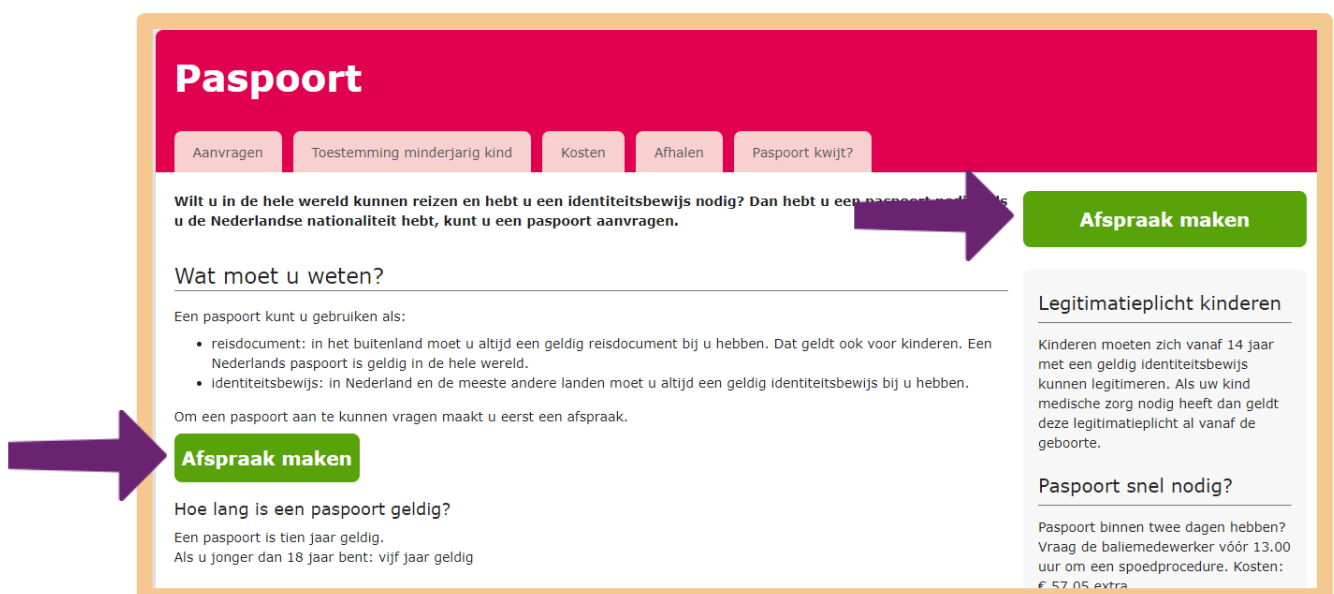 Paspoort
Aanvragen
Toestemming minderjarig kind
Kosten
Afhalen
Paspoort kwijt?
Wilt u in de hele wereld kunnen reizen en hebt u een identiteitsbewijs nodig? Dan hebt u een
u de Nederlandse nationaliteit hebt, kunt u een paspoort aanvragen.
Wat moet u weten?
Een paspoort kunt u gebruiken als:
• reisdocument: in het buitenland moet u altijd een geldig reisdocument bij u hebben. Dat geldt ook voor kinderen. Een
Nederlands paspoort is geldig in de hele wereld.
• identiteitsbewijs: in Nederland en de meeste andere landen moet u altijd een geldig identiteitsbewijs bij u hebben.
Om een paspoort aan te kunnen vragen maakt u eerst een afspraak.
Afspraak maken
Hoe lang is een paspoort geldig?
Een paspoort is tien jaar geldig.
Als u jonger dan 18 jaar bent: vijf jaar geldig
Afspraak maken
Legitimatieplicht kinderen
Kinderen moeten zich vanaf 14 jaar
met een geldig identiteitsbewijs
kunnen legitimeren. Als uw kind
medische zorg nodig heeft dan geldt
deze legitimatieplicht al vanaf de
geboorte.
Paspoort snel nodig?
Paspoort binnen twee dagen hebben?
Vraag de baliemedewerker vóór 13.00
uur om een spoedprocedure. Kosten:
€ 57,05 extra